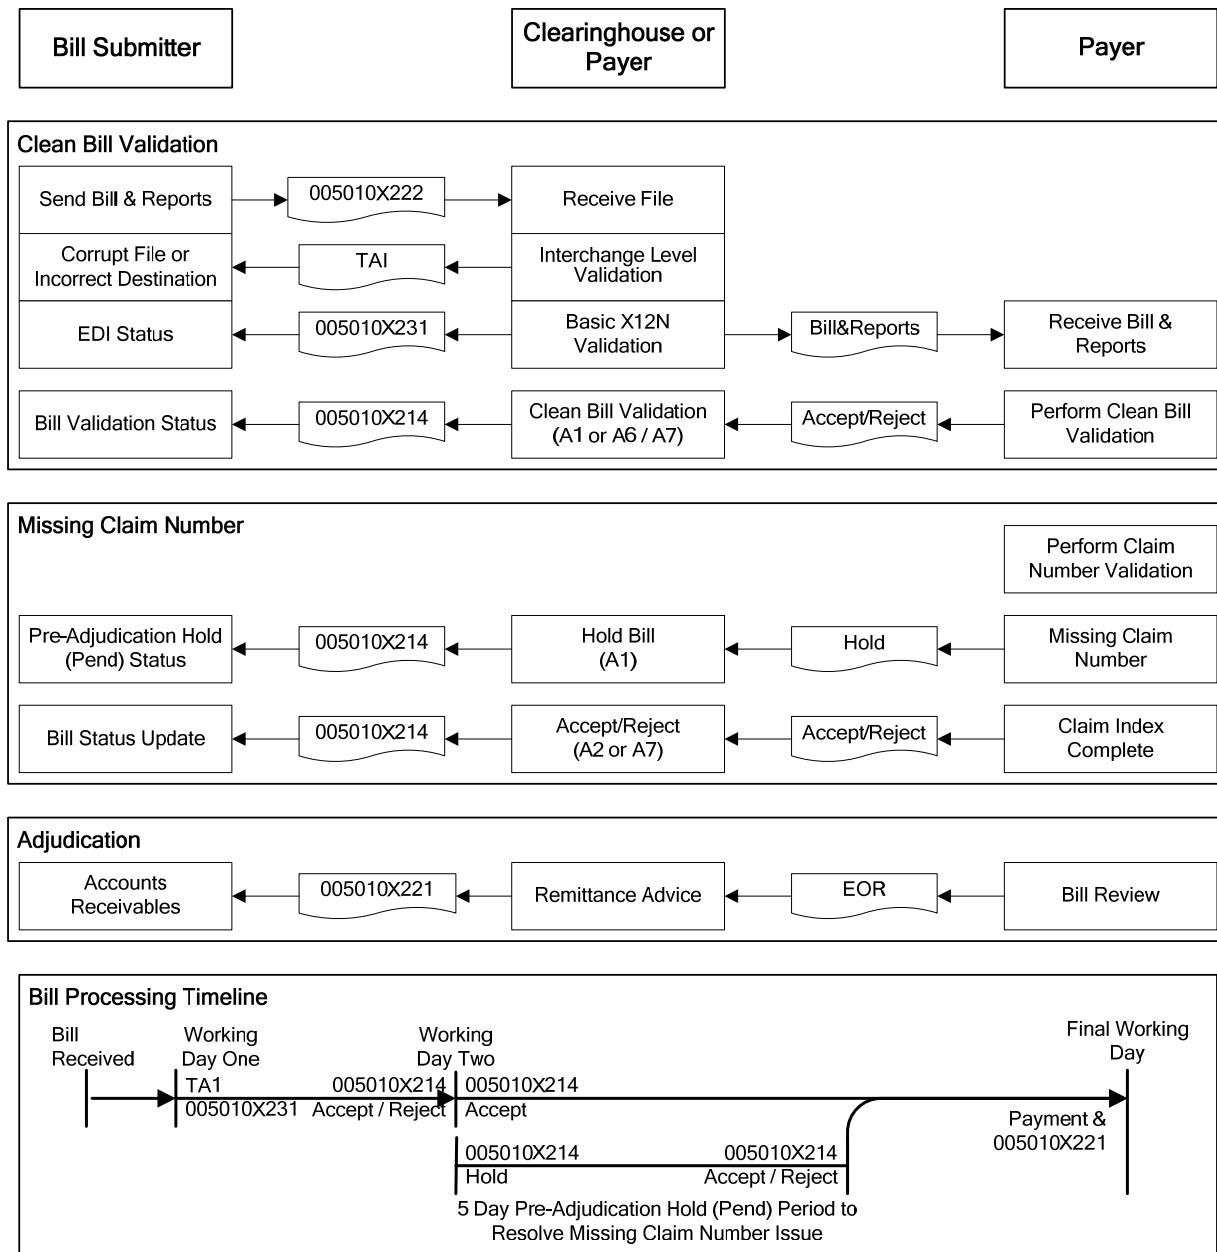 Bill Submitter
Clearinghouse or
Payer
Payer
Clean Bill Validation
Send Bill & Reports
005010X222
Receive File
Corrupt File or
Incorrect Destination
TAI
Interchange Level
Validation
EDI Status
005010X231
Basic X12N
Validation
Bill&Reports
Receive Bill &
Reports
Bill Validation Status
005010X214
Clean Bill Validation
(A1 or A6 / A7)
Accept/Reject
Perform Clean Bill
Validation
Missing Claim Number
Perform Claim
Number Validation
Pre-Adjudication Hold
(Pend) Status
005010X214
Hold Bill
(A1)
Hold
Missing Claim
Number
Bill Status Update
005010X214
Accept/Reject
(A2 or A7)
Accept/Reject
Claim Index
Complete
Adjudication
Accounts
Receivables
005010X221
Remittance Advice
EOR
Bill Review
Bill Processing Timeline
Bill
Received
Working
Day One
Working
Day Two
Final Working
Day
TA1
005010X231
005010X214
Accept / Reject
005010X214
Accept
Payment &
005010X221
005010X214
Hold
005010X214
Accept / Reject
5 Day Pre-Adjudication Hold (Pend) Period to
Resolve Missing Claim Number Issue